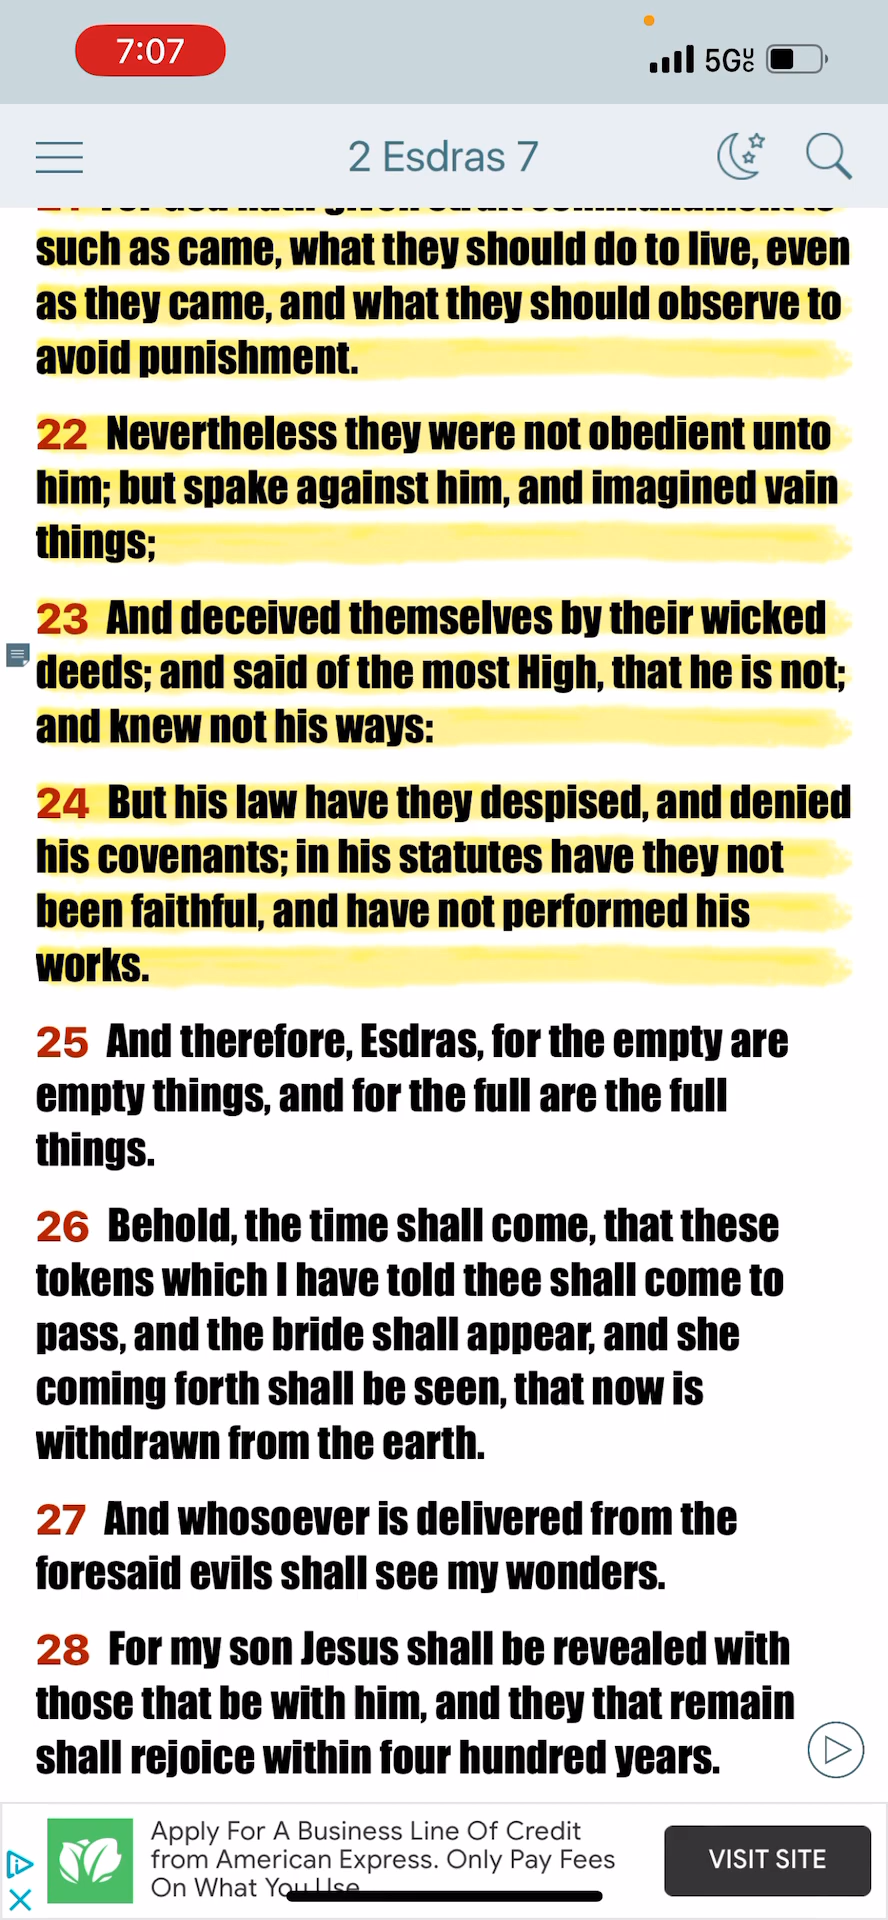 7:07
5G UC
2 Esdras 7
such as came, what they should do to live, even
as they came, and what they should observe to
avoid punishment.
22 Nevertheless they were not obedient unto
him; but spake against him, and imagined vain
things;
23 And deceived themselves by their wicked
deeds; and said of the most High, that he is not;
and knew not his ways:
24 But his law have they despised, and denied
his covenants; in his statutes have they not
been faithful, and have not performed his
works.
25 And therefore, Esdras, for the empty are
empty things, and for the full are the full
things.
26 Behold, the time shall come, that these
tokens which I have told thee shall come to
pass, and the bride shall appear, and she
coming forth shall be seen, that now is
withdrawn from the earth.
27 And whosoever is delivered from the
foresaid evils shall see my wonders.
28 For my son Jesus shall be revealed with
those that be with him, and they that remain
shall rejoice within four hundred years.
Apply For A Business Line Of Credit
from American Express. Only Pay Fees
On What You Use
VISIT SITE